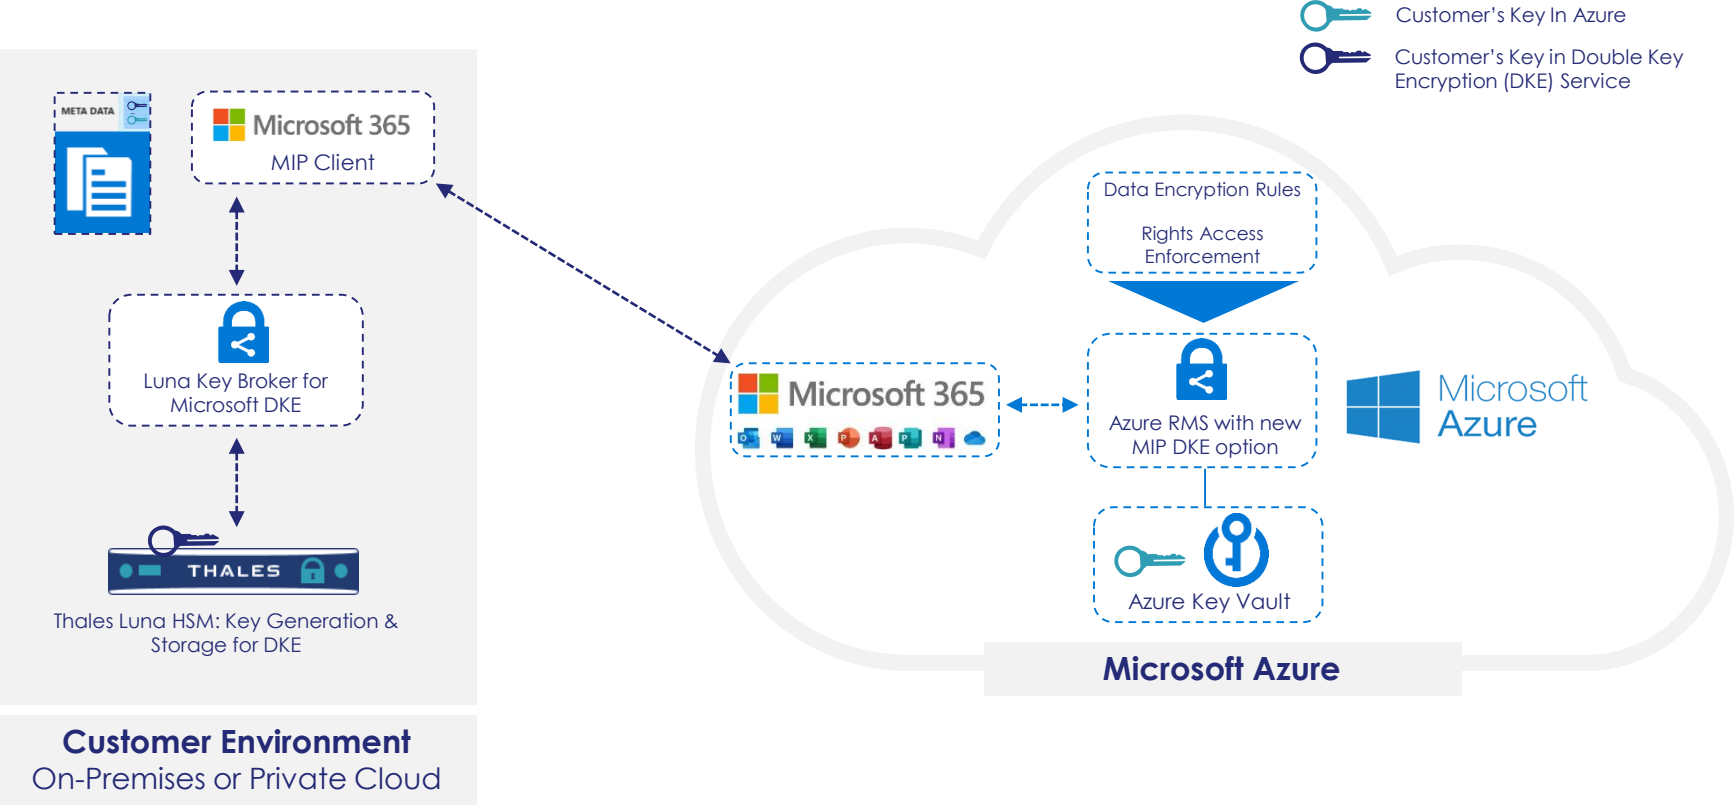 Customer's Key In Azure
Customer's Key in Double Key
Encryption (DKE) Service
META DATA
Microsoft 365
MIP Client
Luna Key Broker for
Microsoft DKE
THALES
Thales Luna HSM: Key Generation &
Storage for DKE
Customer Environment
On-Premises or Private Cloud
Data Encryption Rules
Rights Access
Enforcement
Microsoft 365
O W X P A P N
Azure RMS with new
MIP DKE option
Microsoft
Azure
Azure Key Vault
Microsoft Azure